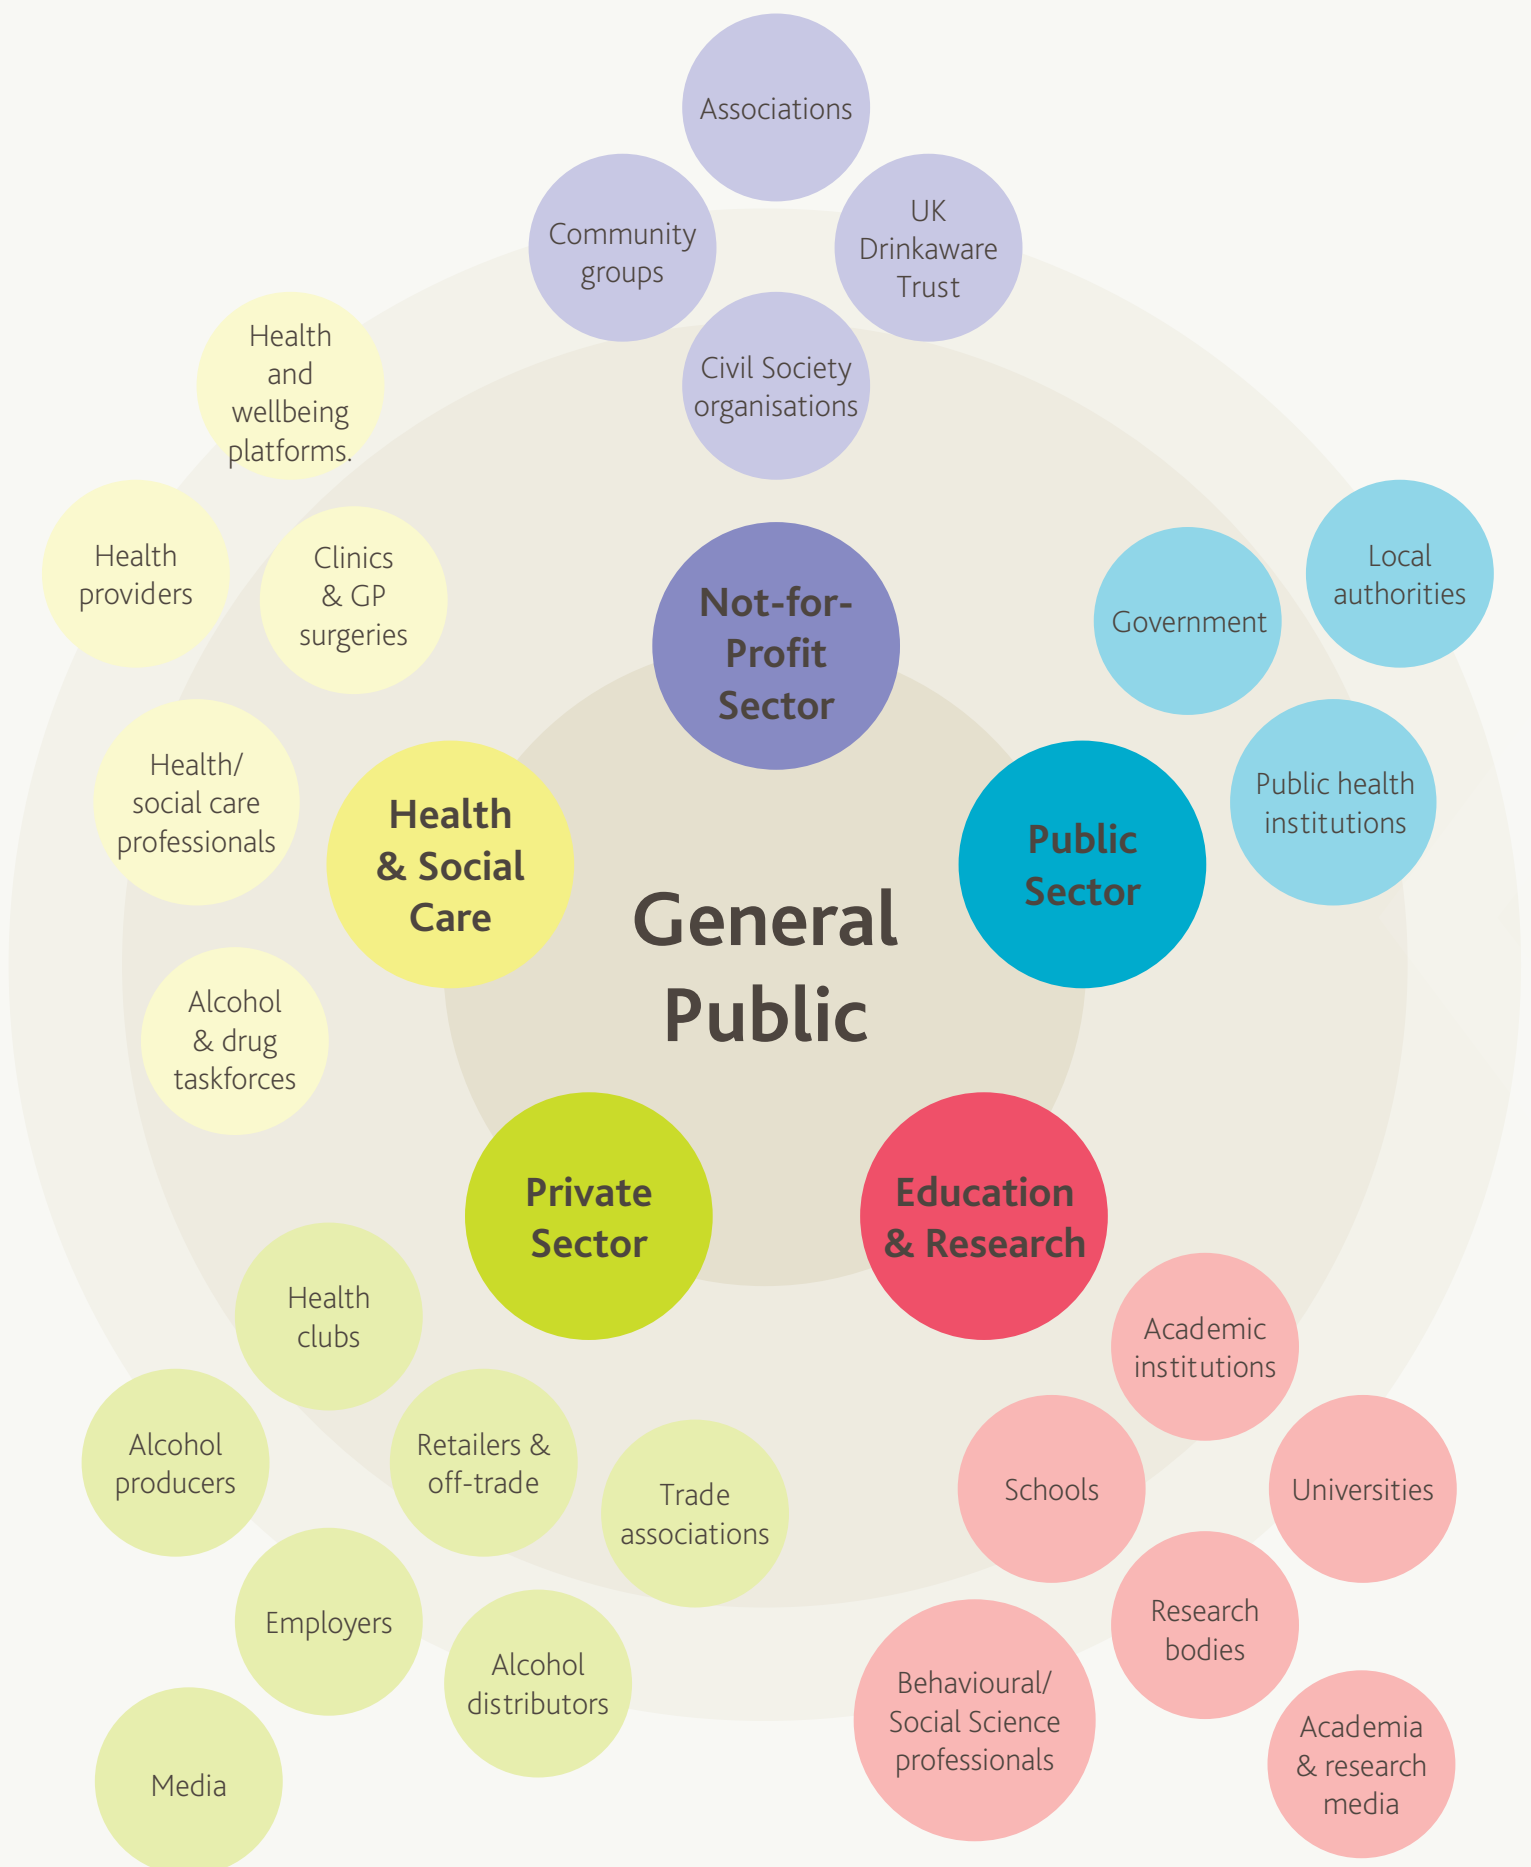 Associations
Community
groups
UK
Drinkaware
Trust
Civil Society
organisations
Health
and
wellbeing
platforms.
Health
providers
Clinics
& GP
surgeries
Health/
social care
professionals
Alcohol
& drug
taskforces
Not-for-
Profit
Sector
Government
Local
authorities
Public health
institutions
Health
& Social
Care
Public
Sector
General
Public
Private
Sector
Education
& Research
Health
clubs
Alcohol
producers
Retailers &
off-trade
Trade
associations
Employers
Alcohol
distributors
Media
Academic
institutions
Schools
Universities
Research
bodies
Behavioural/
Social Science
professionals
Academia
& research
media